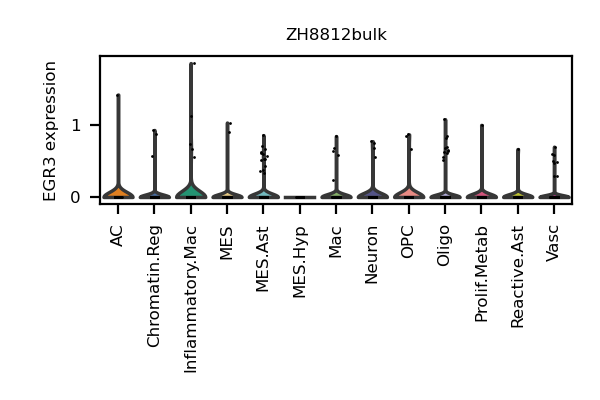 ZH8812bulk
EGR3 expression
1
0
AC
Chromatin.Reg
Inflammatory.Mac
MES
MES.Ast
MES.Hyp
Mac
Neuron
OPC
Oligo
Prolif.Metab
Reactive.Ast
Vasc